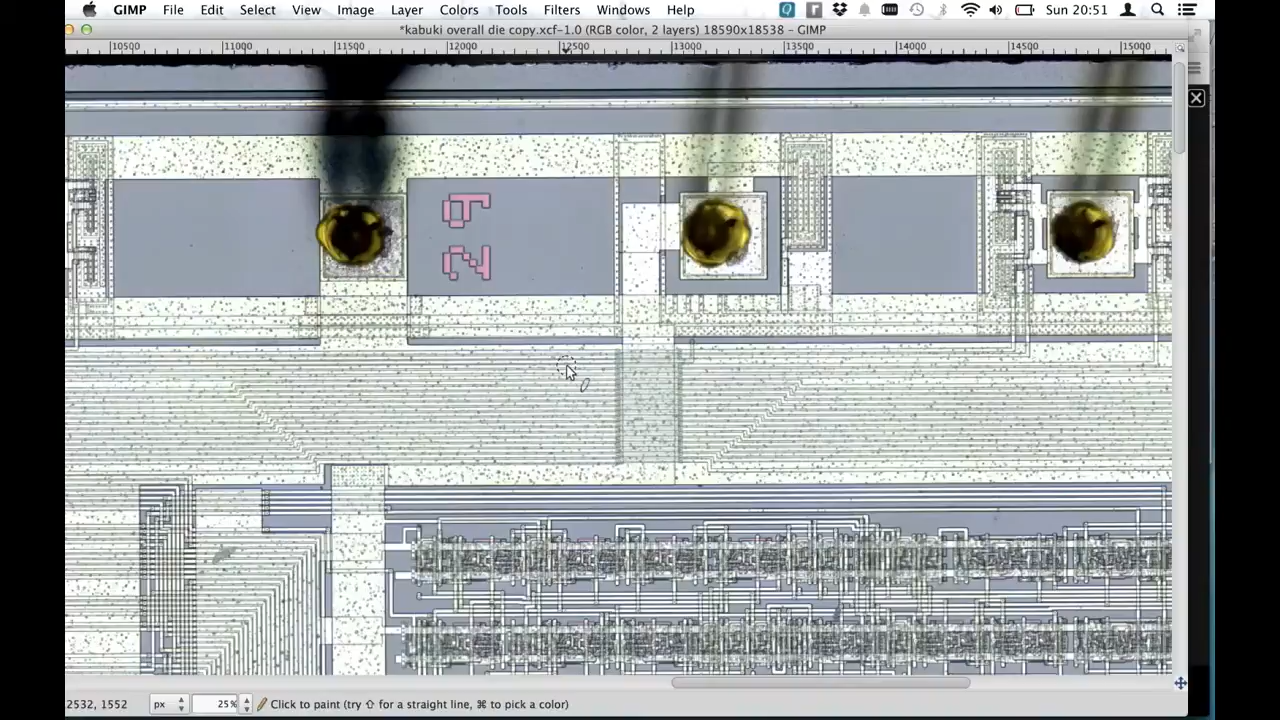 GIMP File Edit Select View Image Layer Colors Tools Filters Windows Help Sun 20:51
*kabuki overall die copy.xcf-1.0 (RGB color, 2 layers) 18590x18538 – GIMP
10500 11000 11500 12000 12500 13000 13500 14000 14500 15000
2532, 1552 px 25% Click to paint (try ⇧ for a straight line, ⌘ to pick a color)